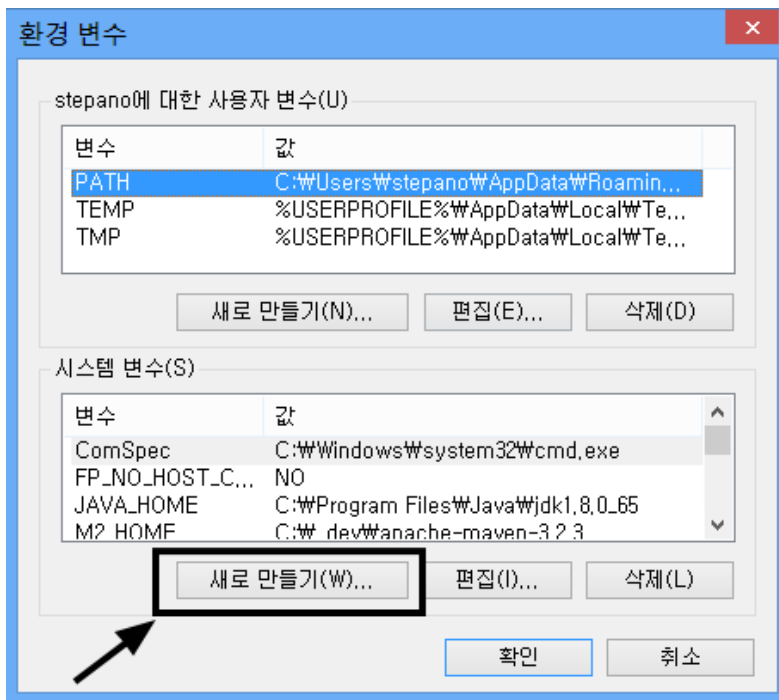 환경 변수
stepano에 대한 사용자 변수(U)
변수 값
PATH C:₩Users₩stepano₩AppData₩Roamin...
TEMP %USERPROFILE%₩AppData₩Local₩Te...
TMP %USERPROFILE%₩AppData₩Local₩Te...
새로 만들기(N)... 편집(E)... 삭제(D)
시스템 변수(S)
변수 값
ComSpec C:₩Windows₩system32₩cmd.exe
FP_NO_HOST_C... NO
JAVA_HOME C:₩Program Files₩Java₩jdk1.8.0_65
M2_HOME C:₩_dev₩apache-maven-3.2.3
새로 만들기(W)... 편집(I)... 삭제(L)
확인 취소